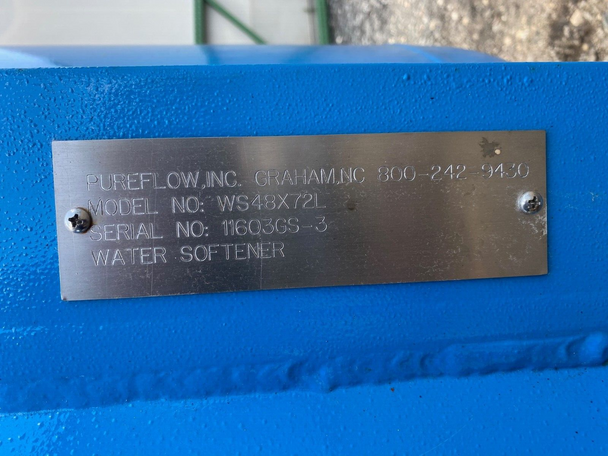 PUREFLOW,INC. GRAHAM,NC 800-242-9430
MODEL NO: WS48X72L
SERIAL NO: 116036S-3
WATER SOFTENER